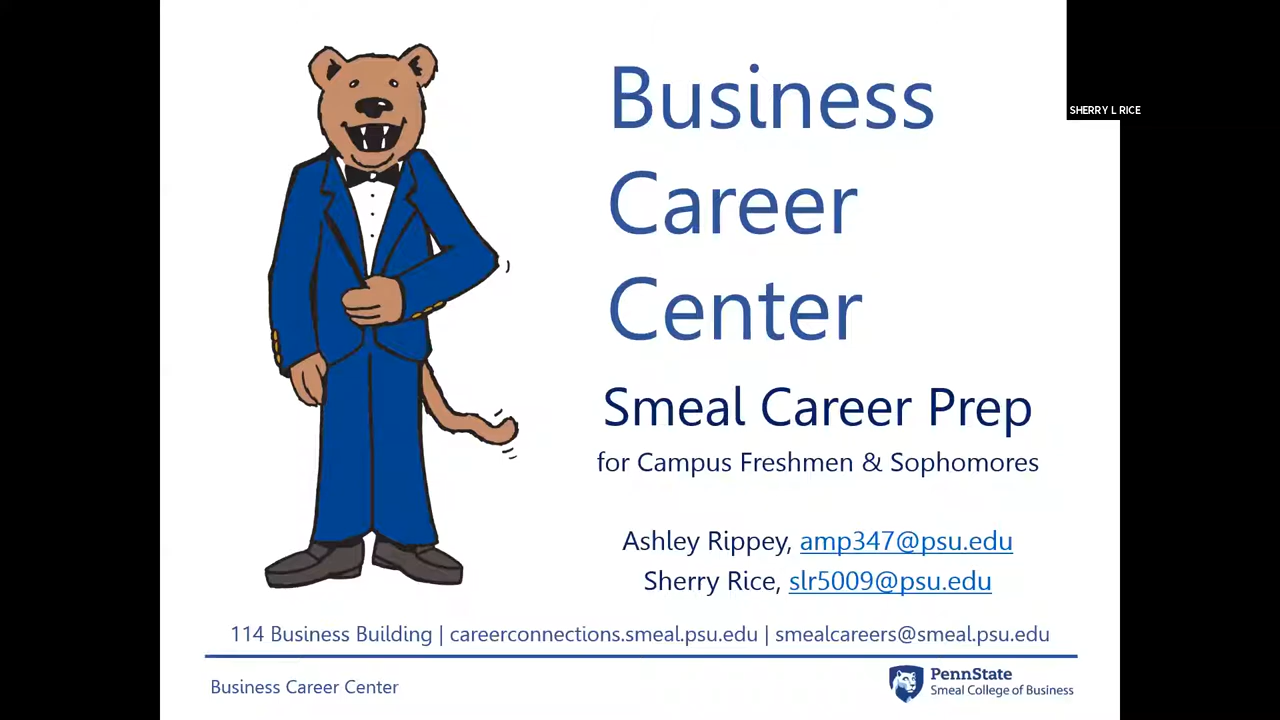 Business
Career
Center
SHERRY L RICE
Smeal Career Prep
for Campus Freshmen & Sophomores
Ashley Rippey, amp347@psu.edu
Sherry Rice, slr5009@psu.edu
114 Business Building | careerconnections.smeal.psu.edu | smealcareers@smeal.psu.edu
Business Career Center
PennState
Smeal College of Business